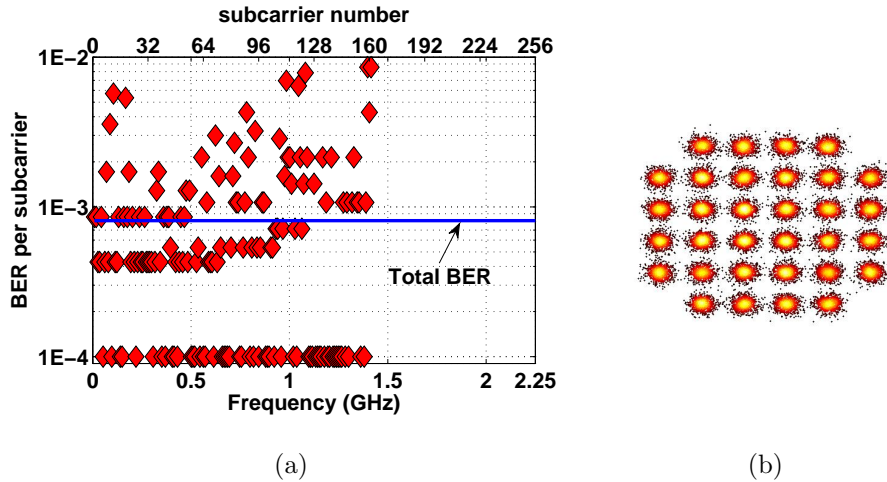 subcarrier number
0 32 64 96 128 160 192 224 256
1E−2
1E−3
1E−4
BER per subcarrier
Total BER
0 0.5 1 1.5 2 2.25
Frequency (GHz)
(a) (b)